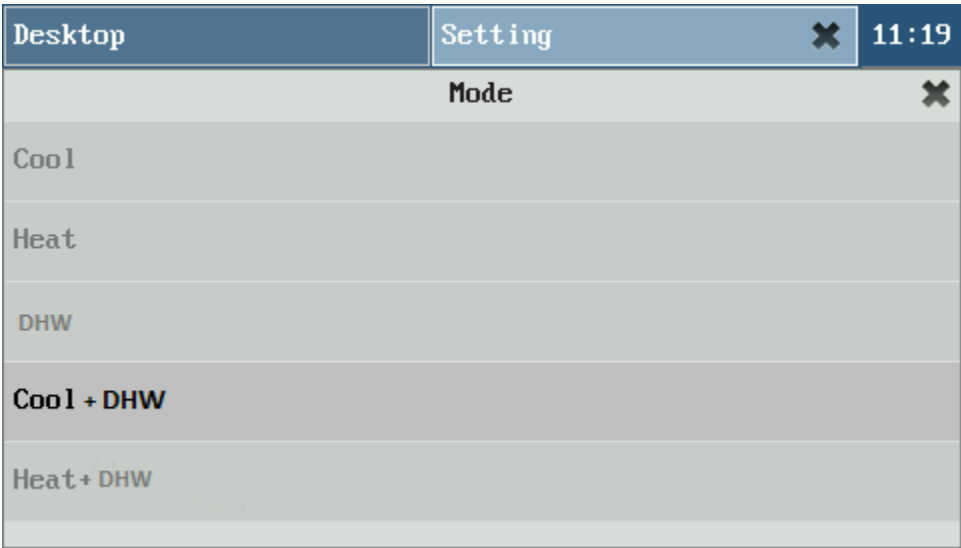 Desktop Setting 11:19
Mode
Cool
Heat
DHW
Cool + DHW
Heat+ DHW